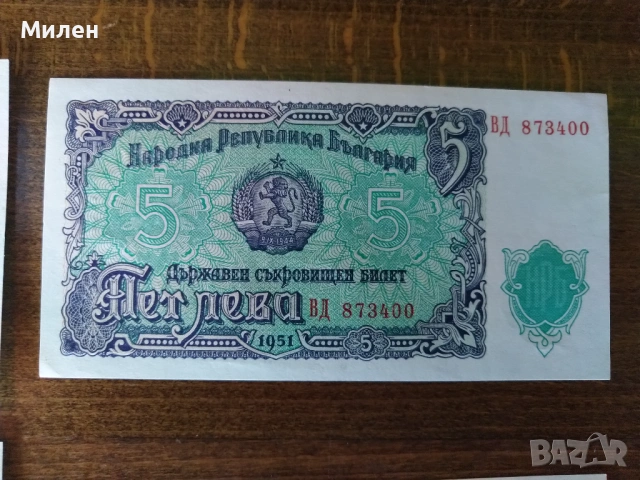 Милен
ВД 873400
5
Народна Република България
5
5
9/IX·1944
Държавен съкровищен билет
Пет лева
ВД 873400
НРБ
1951
5
BAZAR